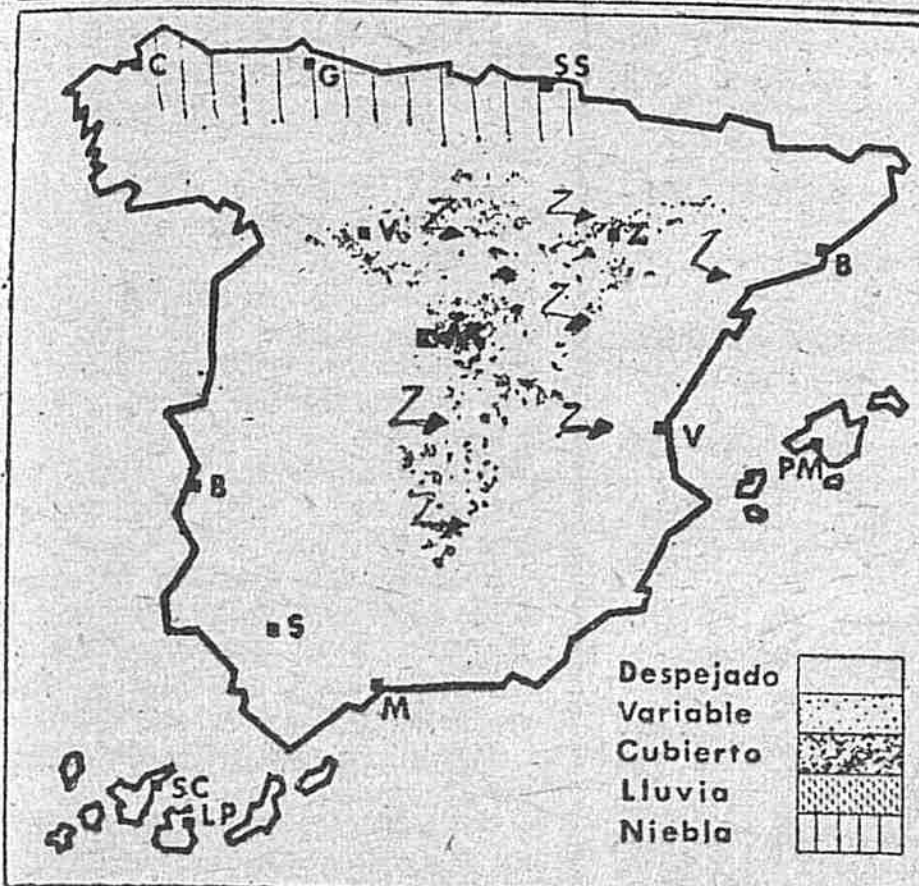 C
G
SS
V.
Z
B
V
PM
B
S
M
SC
LP
Despejado
Variable
Cubierto
Lluvia
Niebla